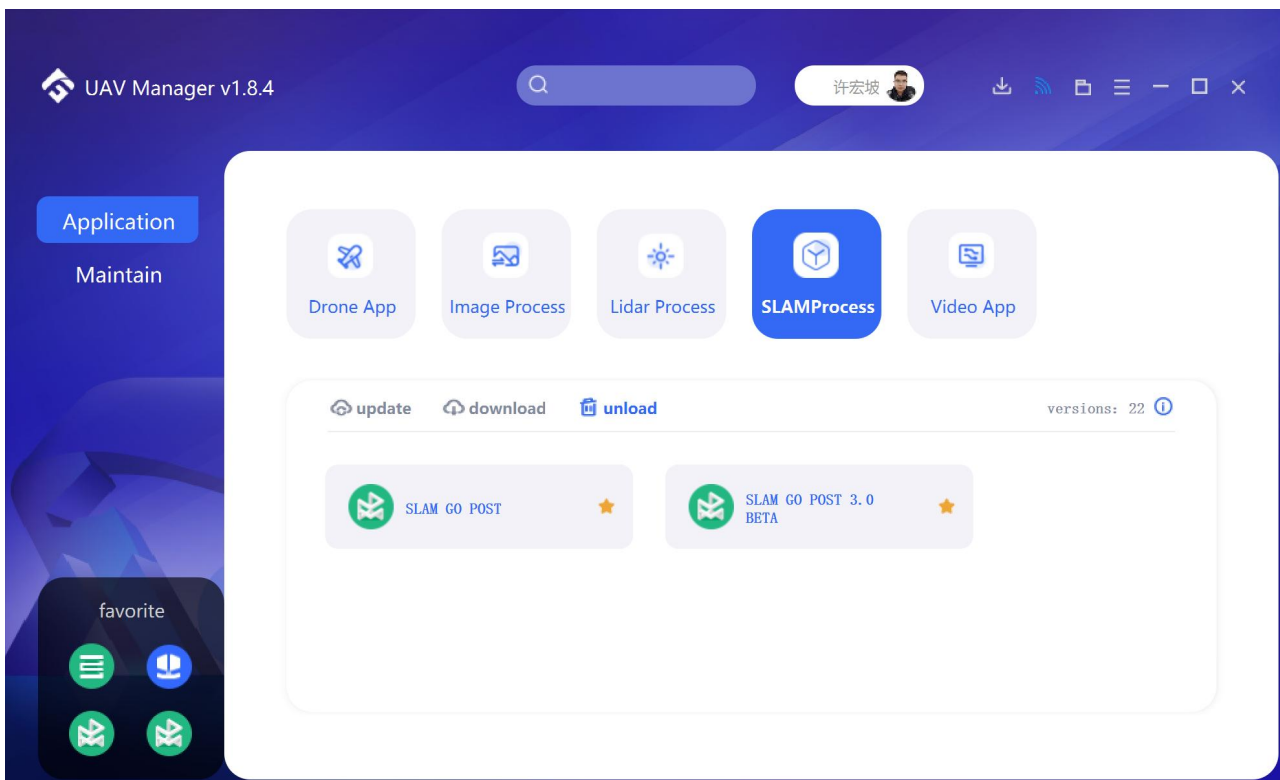 UAV Manager v1.8.4
许宏坡
Application
Maintain
Drone App
Image Process
Lidar Process
SLAMProcess
Video App
update
download
unload
versions: 22
SLAM GO POST
SLAM GO POST 3.0
BETA
favorite